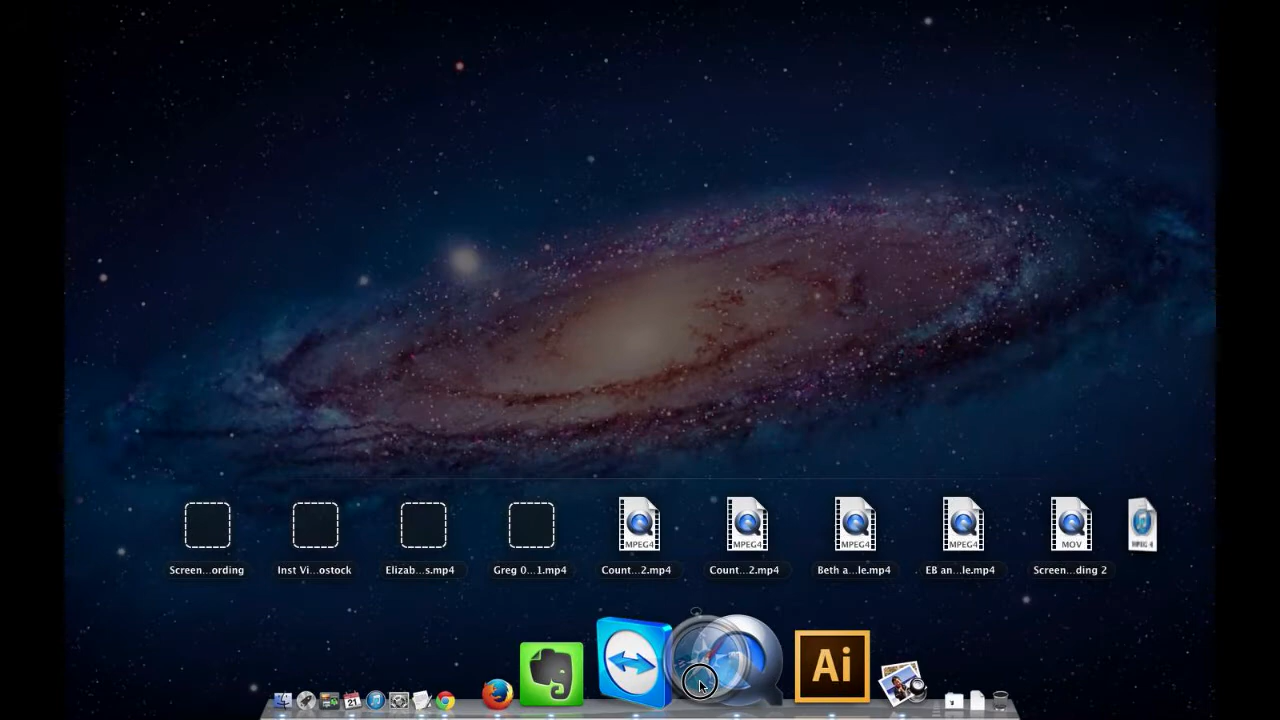 MPEG4 MPEG4 MPEG4 MPEG4 MOV MPEG 4
Screen...ording Inst Vi...ostock Elizab...s.mp4 Greg 0...1.mp4 Count...2.mp4 Count...2.mp4 Beth a...le.mp4 EB an...le.mp4 Screen...ding 2
Ai
21